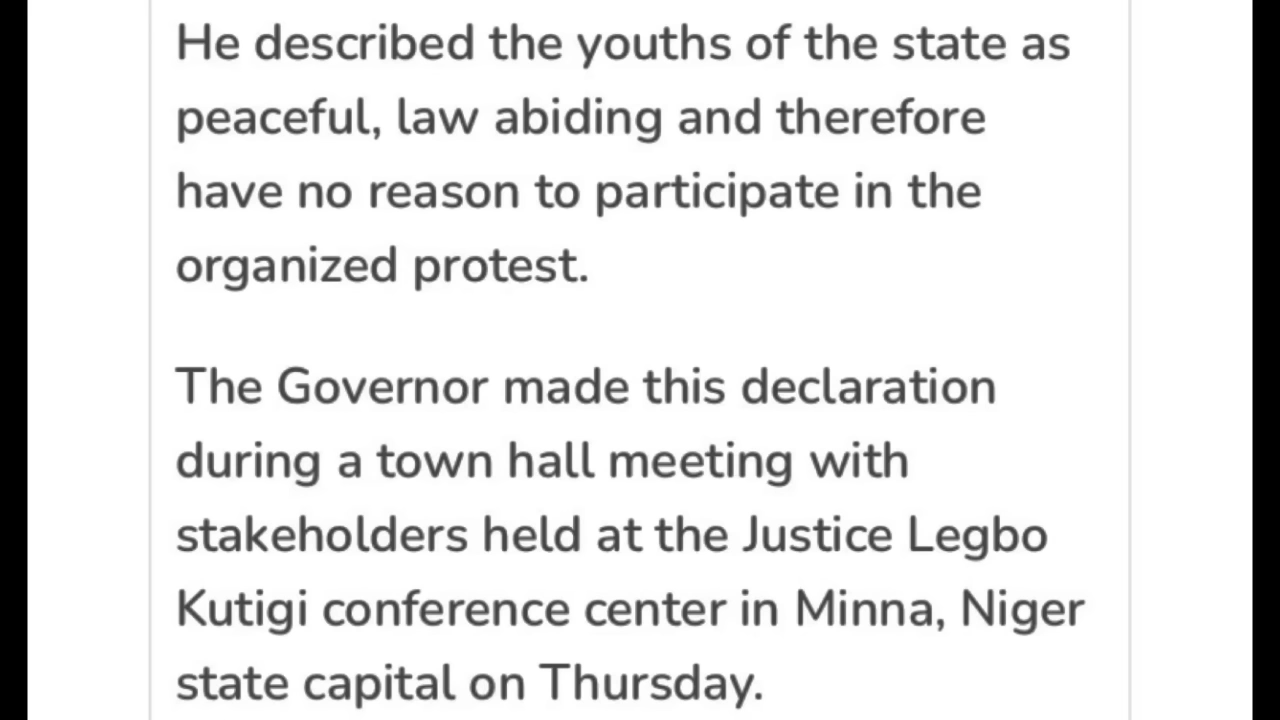 He described the youths of the state as
peaceful, law abiding and therefore
have no reason to participate in the
organized protest.
The Governor made this declaration
during a town hall meeting with
stakeholders held at the Justice Legbo
Kutigi conference center in Minna, Niger
state capital on Thursday.